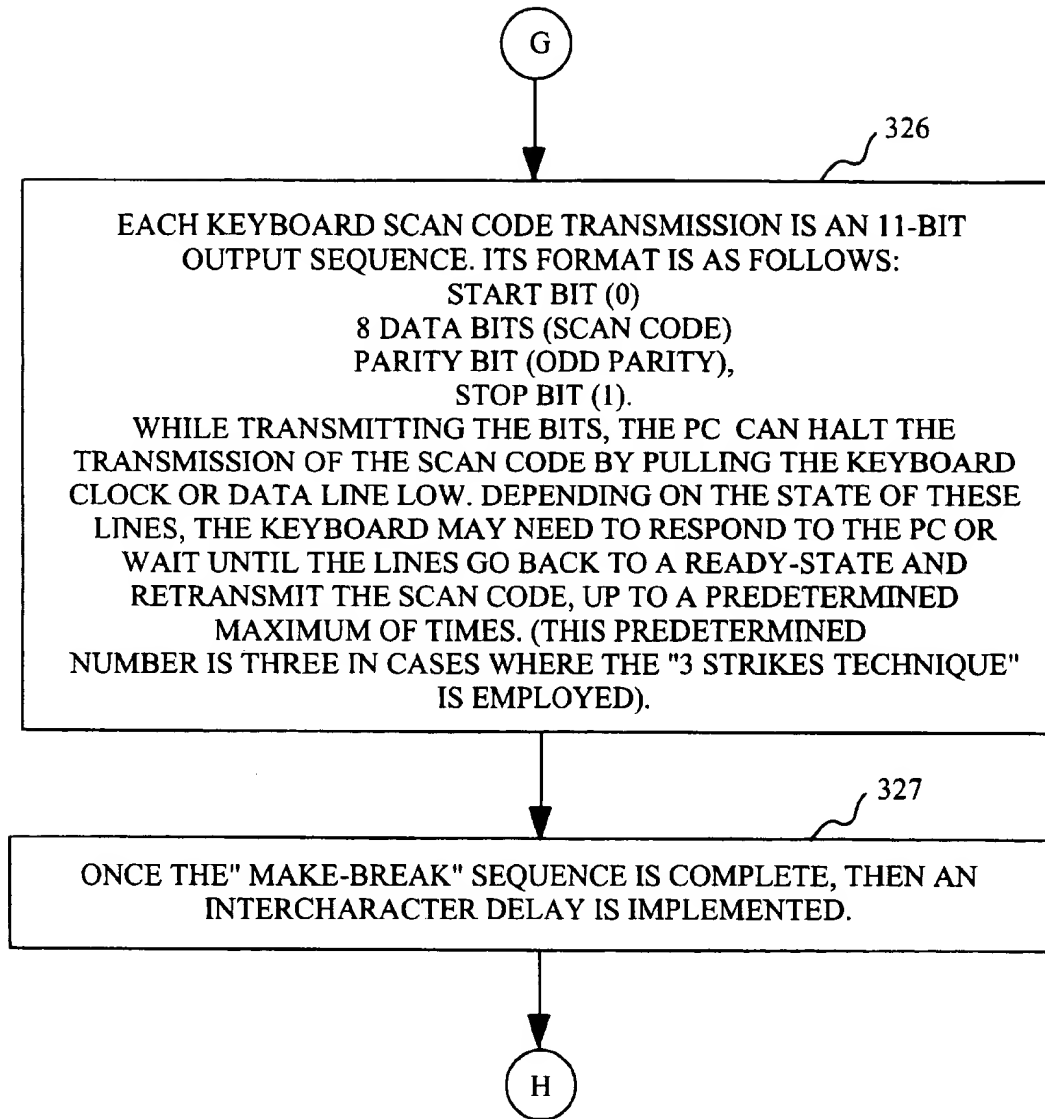 G
326
EACH KEYBOARD SCAN CODE TRANSMISSION IS AN 11-BIT
OUTPUT SEQUENCE. ITS FORMAT IS AS FOLLOWS:
START BIT (0)
8 DATA BITS (SCAN CODE)
PARITY BIT (ODD PARITY),
STOP BIT (1).
WHILE TRANSMITTING THE BITS, THE PC CAN HALT THE
TRANSMISSION OF THE SCAN CODE BY PULLING THE KEYBOARD
CLOCK OR DATA LINE LOW. DEPENDING ON THE STATE OF THESE
LINES, THE KEYBOARD MAY NEED TO RESPOND TO THE PC OR
WAIT UNTIL THE LINES GO BACK TO A READY-STATE AND
RETRANSMIT THE SCAN CODE, UP TO A PREDETERMINED
MAXIMUM OF TIMES. (THIS PREDETERMINED
NUMBER IS THREE IN CASES WHERE THE "3 STRIKES TECHNIQUE"
IS EMPLOYED).
327
ONCE THE" MAKE-BREAK" SEQUENCE IS COMPLETE, THEN AN
INTERCHARACTER DELAY IS IMPLEMENTED.
H